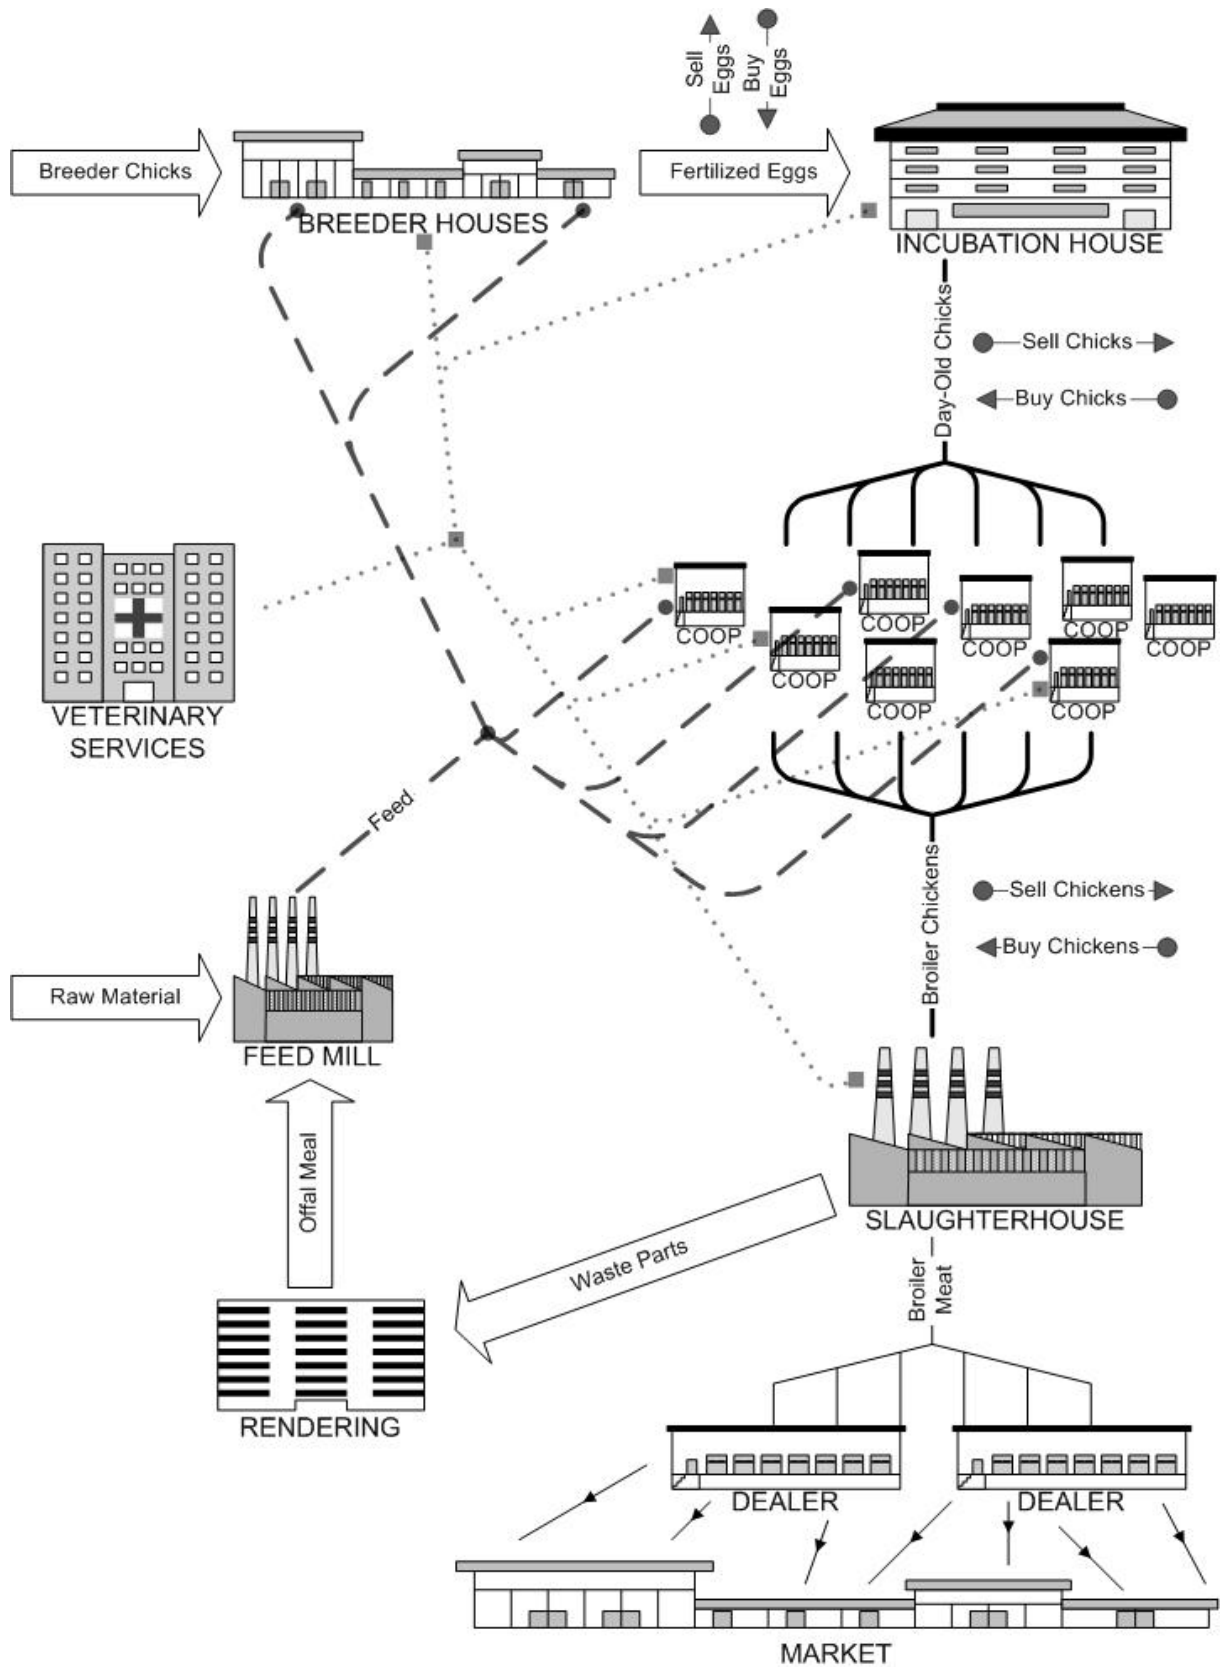 Sell
Eggs
Buy
Eggs
Breeder Chicks
Fertilized Eggs
BREEDER HOUSES
INCUBATION HOUSE
Day-Old Chicks
Sell Chicks
Buy Chicks
COOP
COOP
COOP
COOP
COOP
COOP
COOP
COOP
VETERINARY
SERVICES
Feed
Broiler Chickens
Sell Chickens
Buy Chickens
Raw Material
FEED MILL
Offal Meal
SLAUGHTERHOUSE
Waste Parts
Broiler
Meat
RENDERING
DEALER
DEALER
MARKET